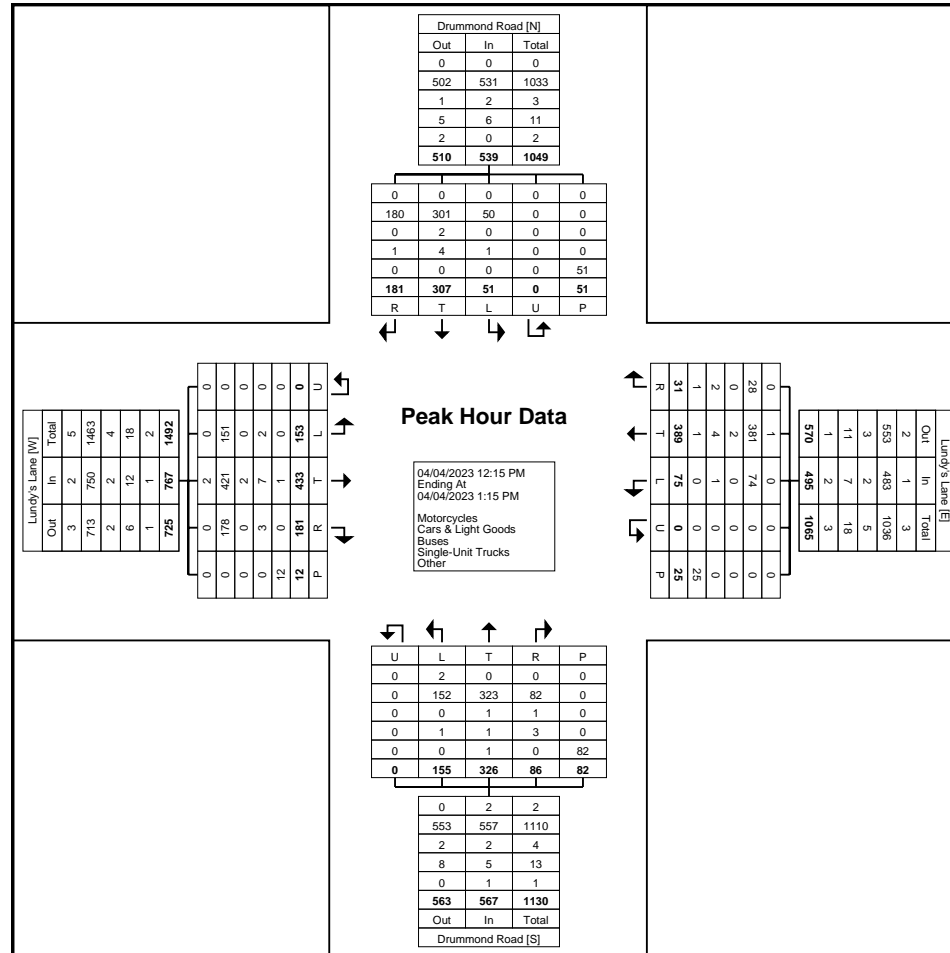 Drummond Road [N]
Out In Total
0 0 0
502 531 1033
1 2 3
5 6 11
2 0 2
510 539 1049
0 0 0 0 0
180 301 50 0 0
0 2 0 0 0
1 4 1 0 0
0 0 0 0 51
181 307 51 0 51
R T L U P
Lundy's Lane [W]
Out In Total
3 2 5
713 750 1463
2 2 4
6 12 18
1 1 2
725 767 1492
0 0 2 0 0
0 178 421 151 0
0 0 2 0 0
0 3 7 2 0
12 0 1 0 0
12 181 433 153 0
P R T L U
Peak Hour Data
04/04/2023 12:15 PM
Ending At
04/04/2023 1:15 PM
Motorcycles
Cars & Light Goods
Buses
Single-Unit Trucks
Other
Lundy's Lane [E]
Out In Total
2 1 3
553 483 1036
3 2 5
11 7 18
1 2 3
570 495 1065
0 1 0 0 0
28 381 74 0 0
0 2 0 0 0
2 4 1 0 0
1 1 0 0 25
31 389 75 0 25
R T L U P
U L T R P
0 2 0 0 0
0 152 323 82 0
0 0 1 1 0
0 1 1 3 0
0 0 1 0 82
0 155 326 86 82
0 2 2
553 557 1110
2 2 4
8 5 13
0 1 1
563 567 1130
Out In Total
Drummond Road [S]